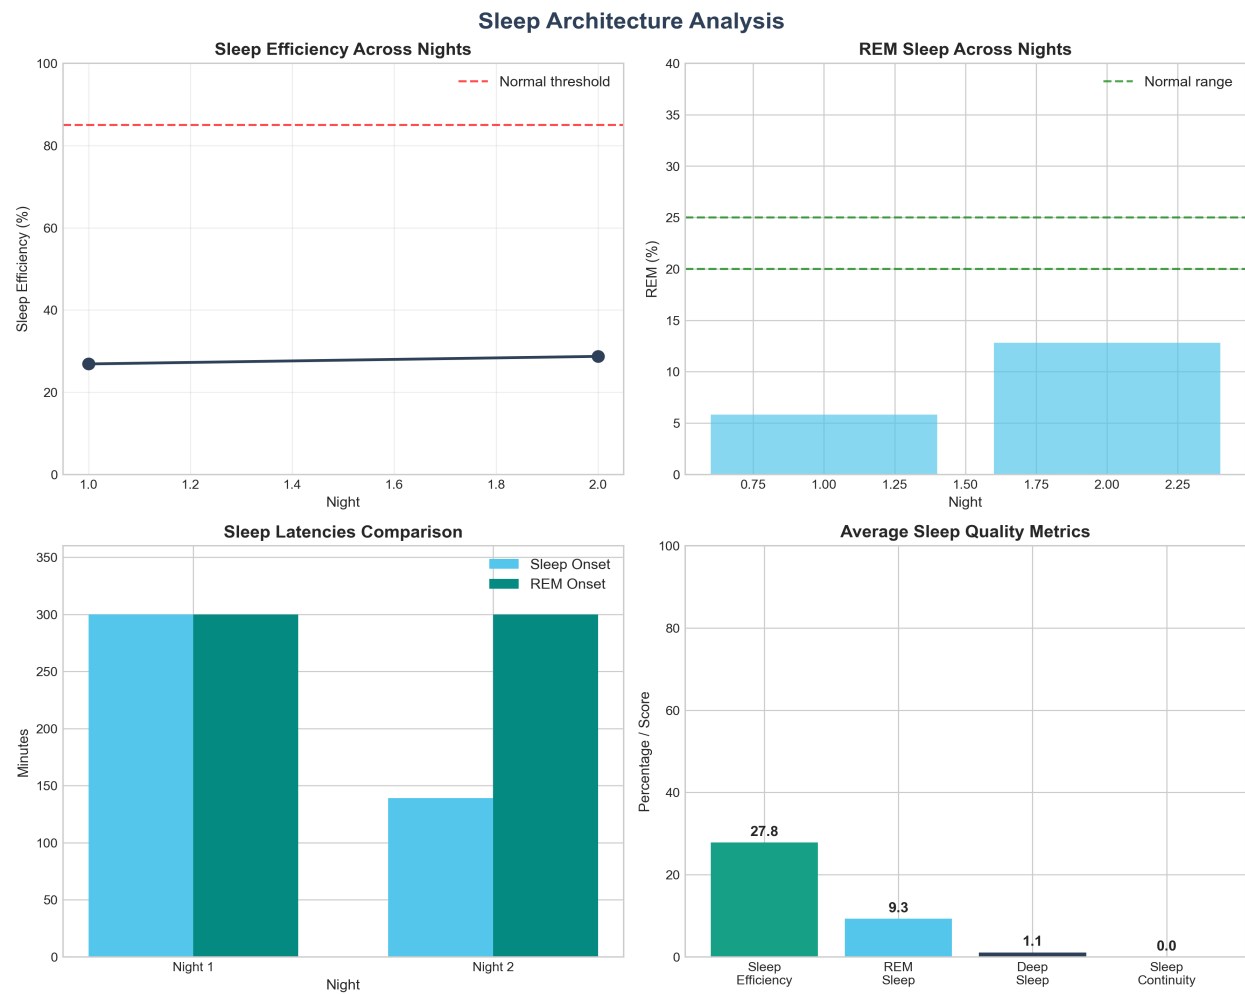 Sleep Architecture Analysis
Sleep Efficiency Across Nights
Normal threshold
Sleep Efficiency (%)
100
80
60
40
20
0
1.0 1.2 1.4 1.6 1.8 2.0
Night
REM Sleep Across Nights
Normal range
REM (%)
40
35
30
25
20
15
10
5
0
0.75 1.00 1.25 1.50 1.75 2.00 2.25
Night
Sleep Latencies Comparison
Sleep Onset
REM Onset
Minutes
350
300
250
200
150
100
50
0
Night 1 Night 2
Night
Average Sleep Quality Metrics
Percentage / Score
100
80
60
40
20
0
27.8
9.3
1.1
0.0
Sleep
Efficiency
REM
Sleep
Deep
Sleep
Sleep
Continuity